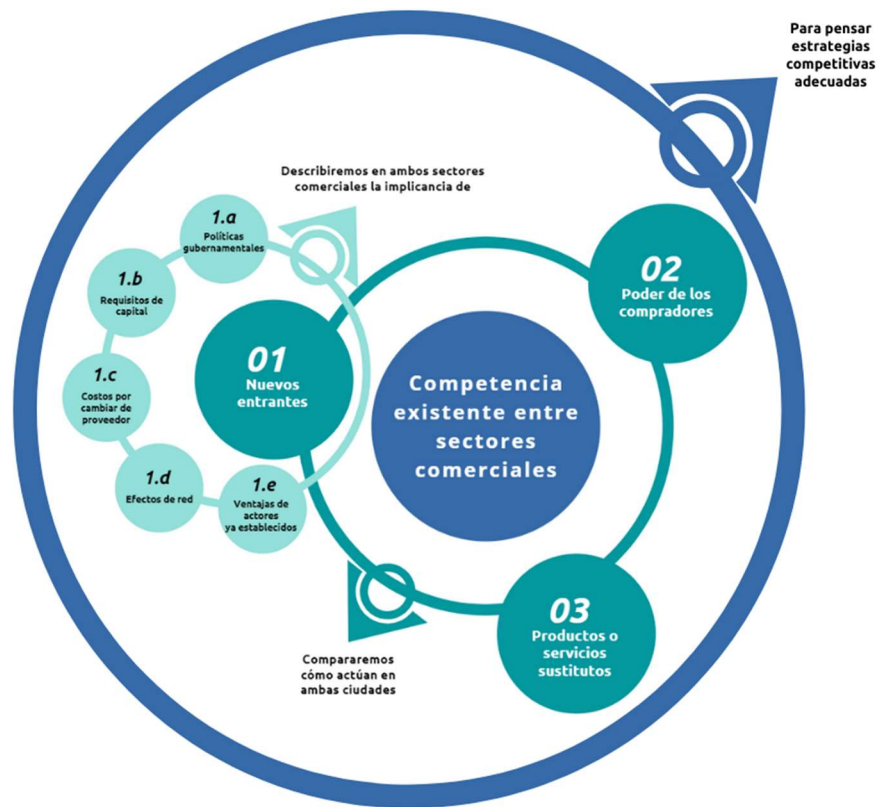 Para pensar
estrategias
competitivas
adecuadas
Describiremos en ambos sectores
comerciales la implicancia de
1.a
Políticas
gubernamentales
1.b
Requisitos de
capital
1.c
Costos por
cambiar de
proveedor
1.d
Efectos de red
1.e
Ventajas de
actores
ya establecidos
01
Nuevos
entrantes
02
Poder de los
compradores
Competencia
existente entre
sectores
comerciales
03
Productos o
servicios
sustitutos
Compararemos
cómo actúan en
ambas ciudades